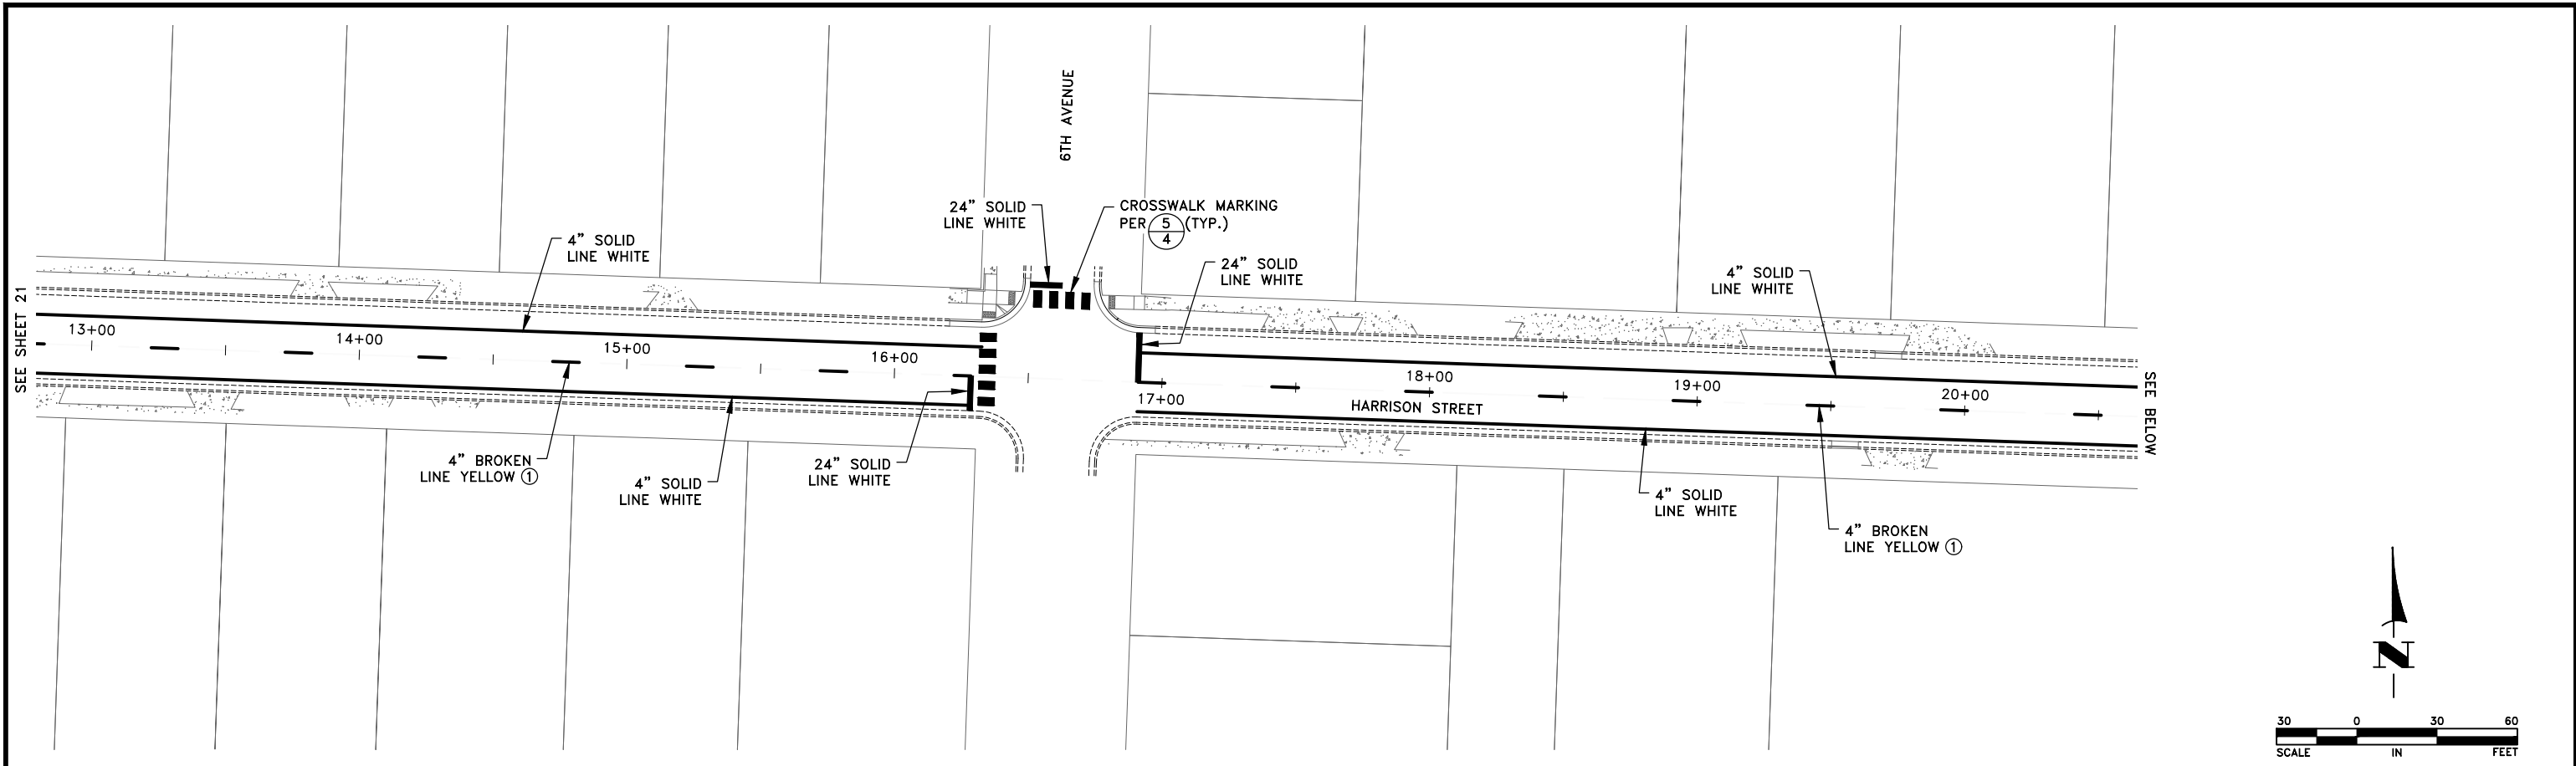 6TH AVENUE
24” SOLID
LINE WHITE
CROSSWALK MARKING
PER 5 (TYP.)
4
4” SOLID
LINE WHITE
24” SOLID
LINE WHITE
4” SOLID
LINE WHITE
SEE SHEET 21
13+00
14+00
15+00
16+00
17+00
18+00
19+00
20+00
HARRISON STREET
SEE BELOW
4” BROKEN
LINE YELLOW ①
4” SOLID
LINE WHITE
24” SOLID
LINE WHITE
4” SOLID
LINE WHITE
4” BROKEN
LINE YELLOW ①
N
30 0 30 60
SCALE IN FEET